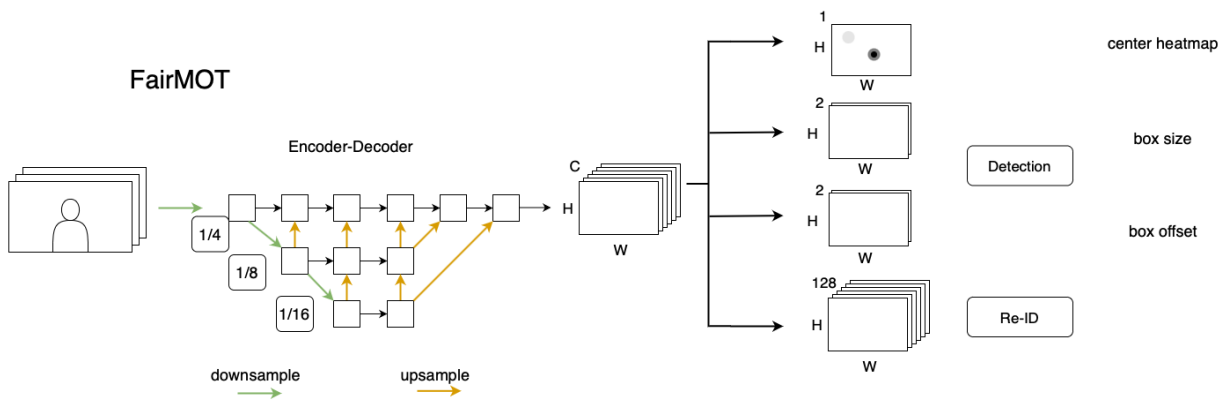 FairMOT
Encoder-Decoder
1/4
1/8
1/16
downsample
upsample
C
H
W
1
H
W
center heatmap
2
H
W
box size
Detection
2
H
W
box offset
128
H
W
Re-ID